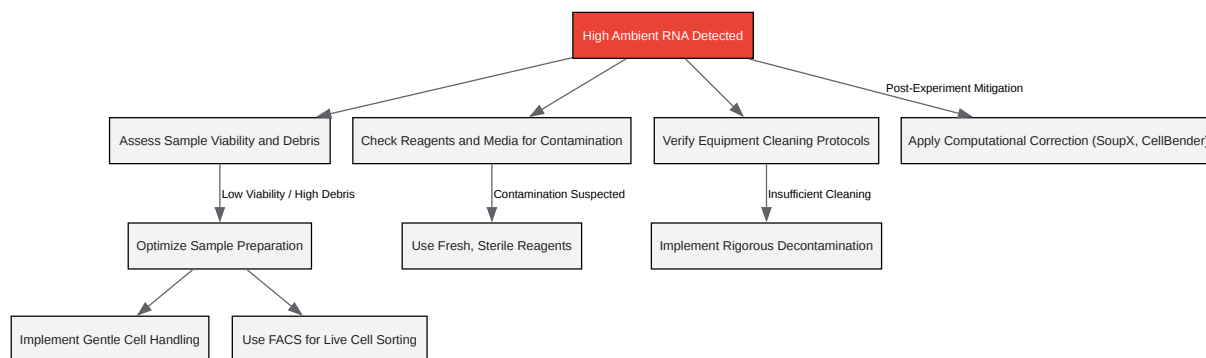 High Ambient RNA Detected
Post-Experiment Mitigation
Assess Sample Viability and Debris
Check Reagents and Media for Contamination
Verify Equipment Cleaning Protocols
Apply Computational Correction (SoupX, CellBender)
Low Viability / High Debris
Contamination Suspected
Insufficient Cleaning
Optimize Sample Preparation
Use Fresh, Sterile Reagents
Implement Rigorous Decontamination
Implement Gentle Cell Handling
Use FACS for Live Cell Sorting